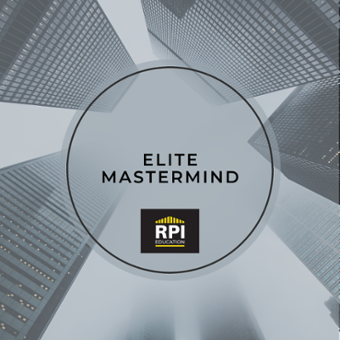 ELITE
MASTERMIND
RPI
EDUCATION